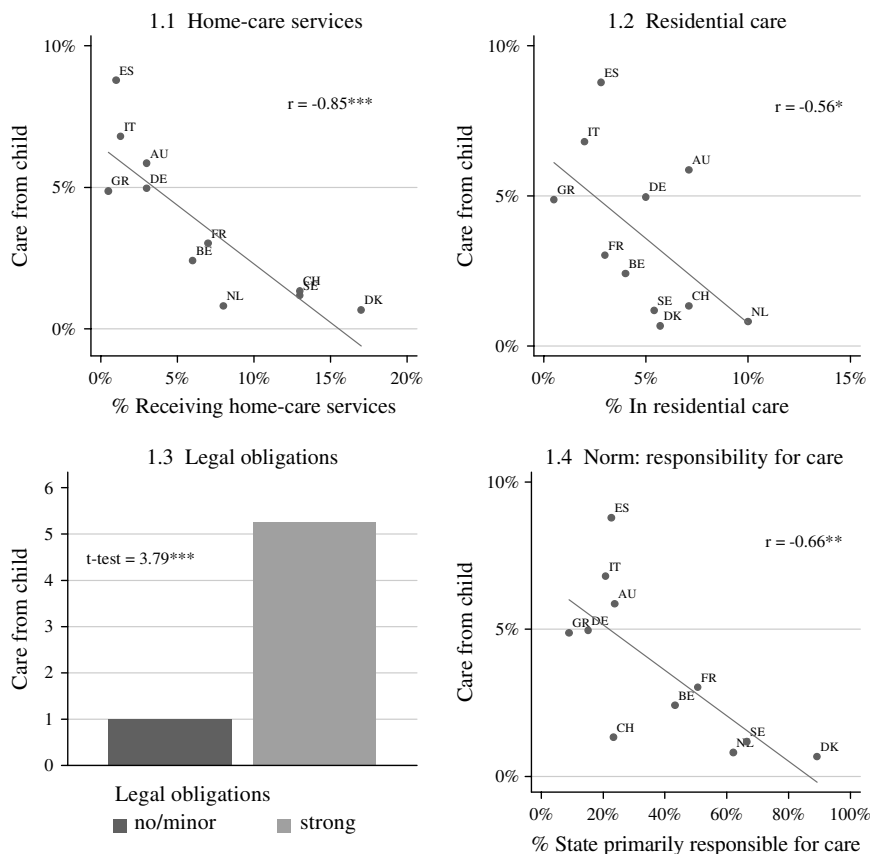 1.1 Home-care services
10%
5%
0%
Care from child
ES
IT
AU
GR
DE
FR
BE
NL
CH
SE
DK
r = -0.85***
0% 5% 10% 15% 20%
% Receiving home-care services
1.2 Residential care
10%
5%
0%
Care from child
ES
IT
AU
GR
DE
FR
BE
SE
CH
DK
NL
r = -0.56*
0% 5% 10% 15%
% In residential care
1.3 Legal obligations
6
5
4
3
2
1
0
Care from child
t-test = 3.79***
Legal obligations
no/minor strong
1.4 Norm: responsibility for care
10%
5%
0%
Care from child
ES
IT
AU
GR
DE
FR
BE
CH
SE
NL
DK
r = -0.66**
0% 20% 40% 60% 80% 100%
% State primarily responsible for care